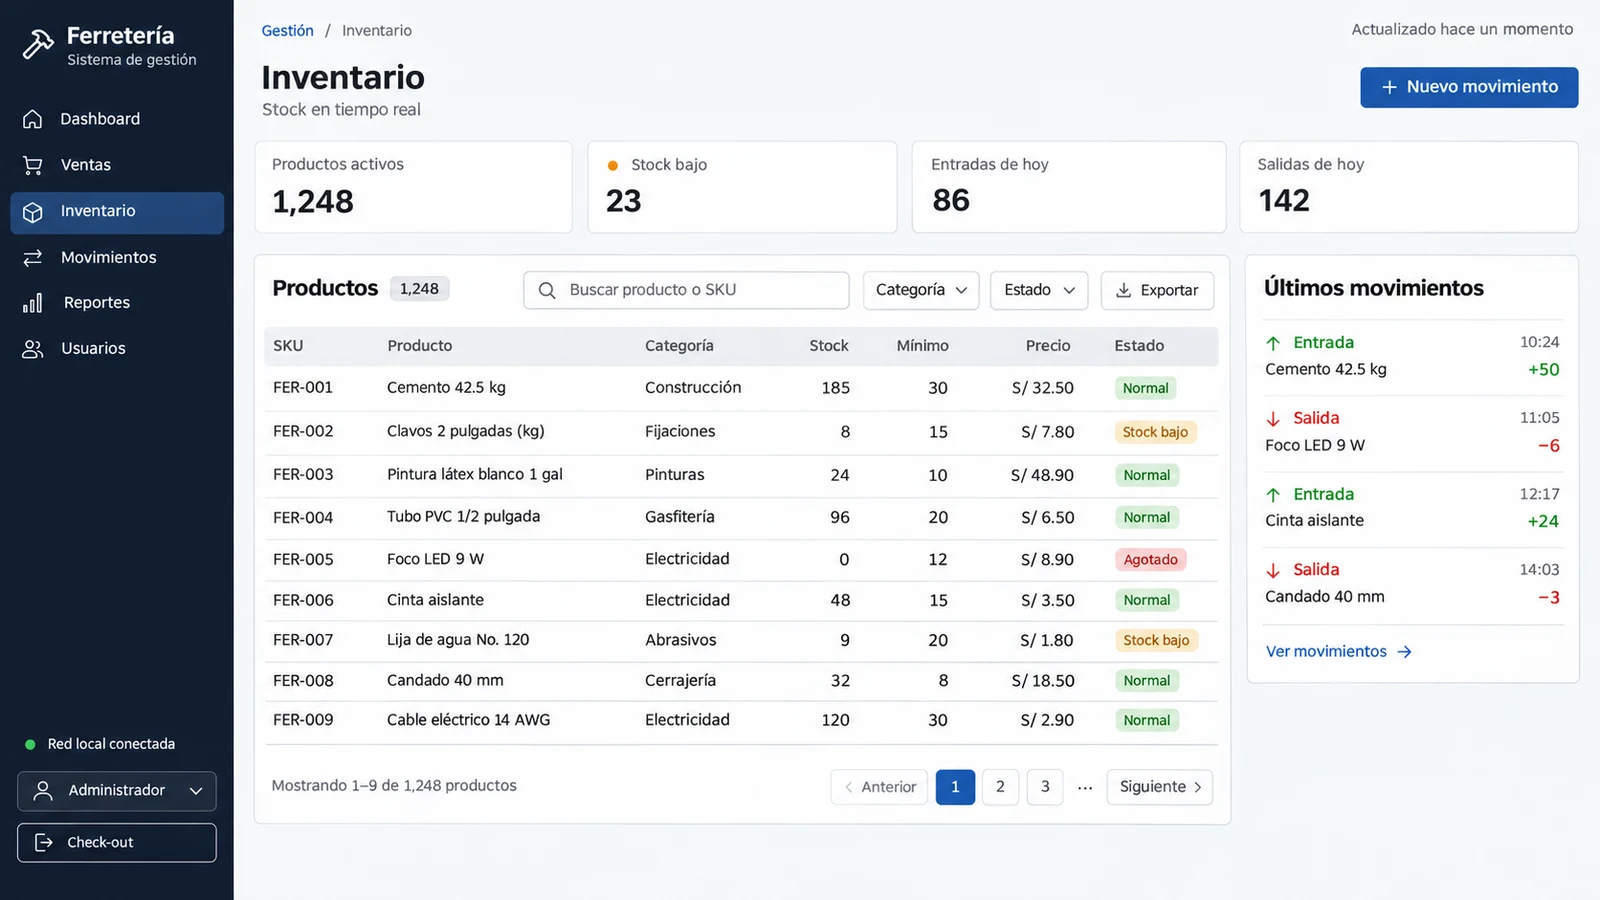 Ferretería
Sistema de gestión
Dashboard
Ventas
Inventario
Movimientos
Reportes
Usuarios
Red local conectada
Administrador
Check-out
Gestión / Inventario
Actualizado hace un momento
Inventario
Stock en tiempo real
+ Nuevo movimiento
Productos activos
1,248
Stock bajo
23
Entradas de hoy
86
Salidas de hoy
142
Productos 1,248
Buscar producto o SKU
Categoría
Estado
Exportar
SKU Producto Categoría Stock Mínimo Precio Estado
FER-001 Cemento 42.5 kg Construcción 185 30 S/ 32.50 Normal
FER-002 Clavos 2 pulgadas (kg) Fijaciones 8 15 S/ 7.80 Stock bajo
FER-003 Pintura látex blanco 1 gal Pinturas 24 10 S/ 48.90 Normal
FER-004 Tubo PVC 1/2 pulgada Gasfitería 96 20 S/ 6.50 Normal
FER-005 Foco LED 9 W Electricidad 0 12 S/ 8.90 Agotado
FER-006 Cinta aislante Electricidad 48 15 S/ 3.50 Normal
FER-007 Lija de agua No. 120 Abrasivos 9 20 S/ 1.80 Stock bajo
FER-008 Candado 40 mm Cerrajería 32 8 S/ 18.50 Normal
FER-009 Cable eléctrico 14 AWG Electricidad 120 30 S/ 2.90 Normal
Mostrando 1–9 de 1,248 productos
‹ Anterior 1 2 3 ... Siguiente ›
Últimos movimientos
↑ Entrada 10:24
Cemento 42.5 kg +50
↓ Salida 11:05
Foco LED 9 W −6
↑ Entrada 12:17
Cinta aislante +24
↓ Salida 14:03
Candado 40 mm −3
Ver movimientos →